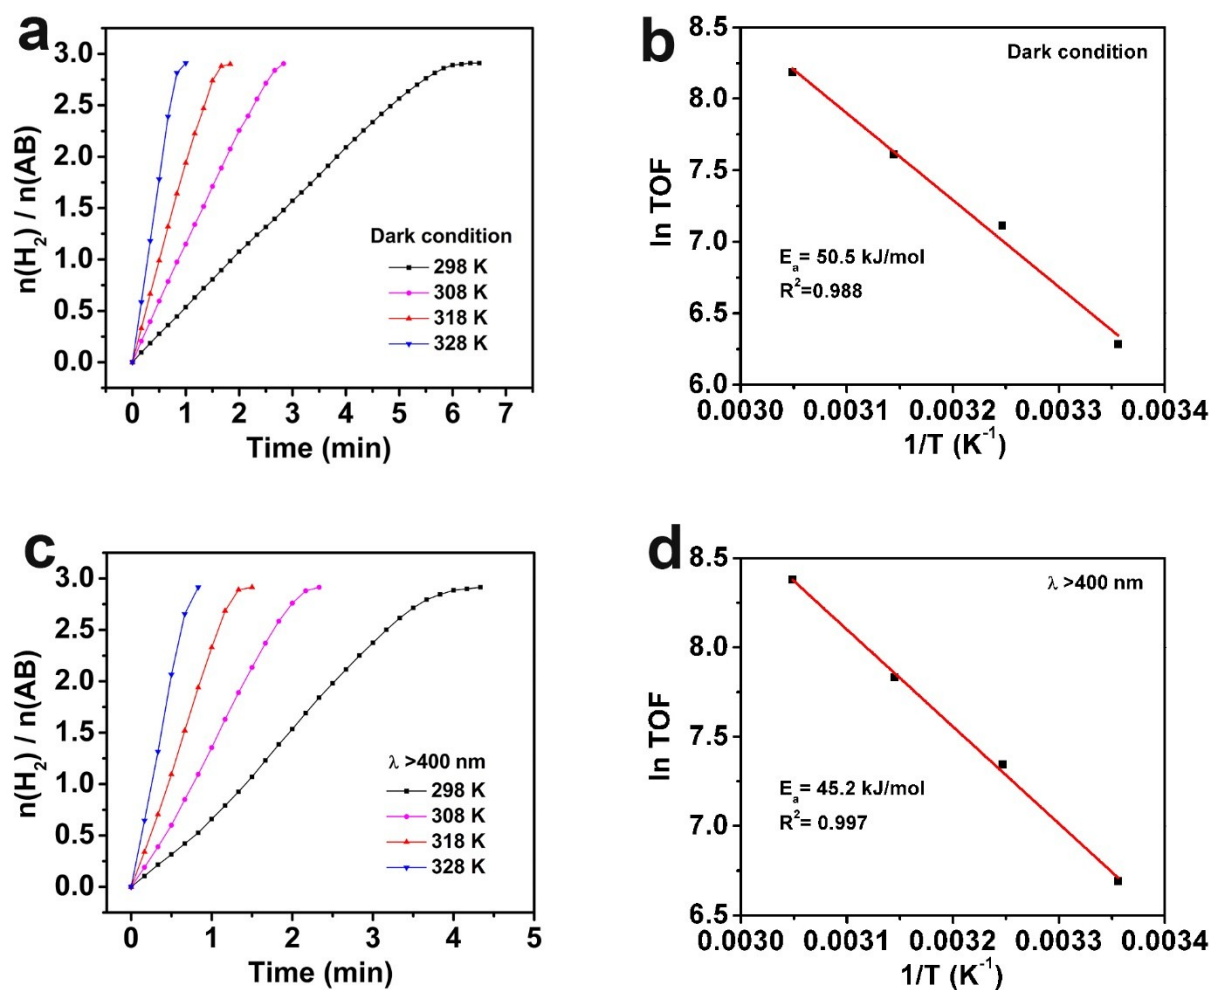 a
n(H₂) / n(AB)
3.0
2.5
2.0
1.5
1.0
0.5
0.0
Dark condition
298 K
308 K
318 K
328 K
0 1 2 3 4 5 6 7
Time (min)
b
ln TOF
8.5
8.0
7.5
7.0
6.5
6.0
Dark condition
Eₐ= 50.5 kJ/mol
R²=0.988
0.0030 0.0031 0.0032 0.0033 0.0034
1/T (K⁻¹)
c
n(H₂) / n(AB)
3.0
2.5
2.0
1.5
1.0
0.5
0.0
λ >400 nm
298 K
308 K
318 K
328 K
0 1 2 3 4 5
Time (min)
d
ln TOF
8.5
8.0
7.5
7.0
6.5
λ >400 nm
Eₐ= 45.2 kJ/mol
R²= 0.997
0.0030 0.0031 0.0032 0.0033 0.0034
1/T (K⁻¹)